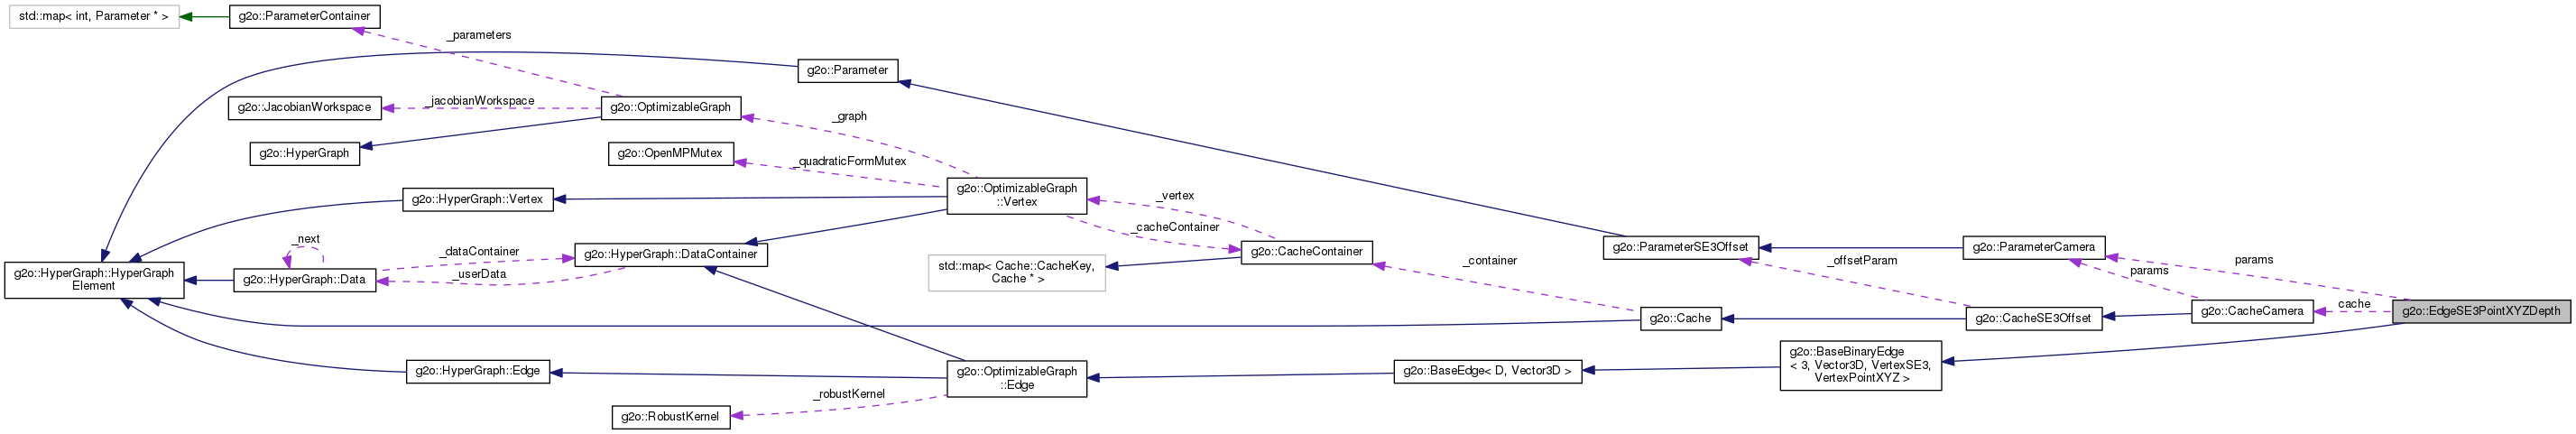 std::map< int, Parameter * >
g2o::ParameterContainer
_parameters
g2o::Parameter
g2o::JacobianWorkspace
_jacobianWorkspace
g2o::OptimizableGraph
_graph
g2o::HyperGraph
g2o::OpenMPMutex
_quadraticFormMutex
g2o::HyperGraph::Vertex
g2o::OptimizableGraph
::Vertex
_vertex
_cacheContainer
_next
_dataContainer
_userData
g2o::HyperGraph::DataContainer
g2o::HyperGraph::HyperGraph
Element
g2o::HyperGraph::Data
std::map< Cache::CacheKey,
Cache * >
g2o::CacheContainer
_container
g2o::ParameterSE3Offset
_offsetParam
g2o::ParameterCamera
params
params
g2o::Cache
g2o::CacheSE3Offset
g2o::CacheCamera
cache
g2o::EdgeSE3PointXYZDepth
g2o::HyperGraph::Edge
g2o::OptimizableGraph
::Edge
g2o::BaseEdge< D, Vector3D >
g2o::BaseBinaryEdge
< 3, Vector3D, VertexSE3,
VertexPointXYZ >
_robustKernel
g2o::RobustKernel